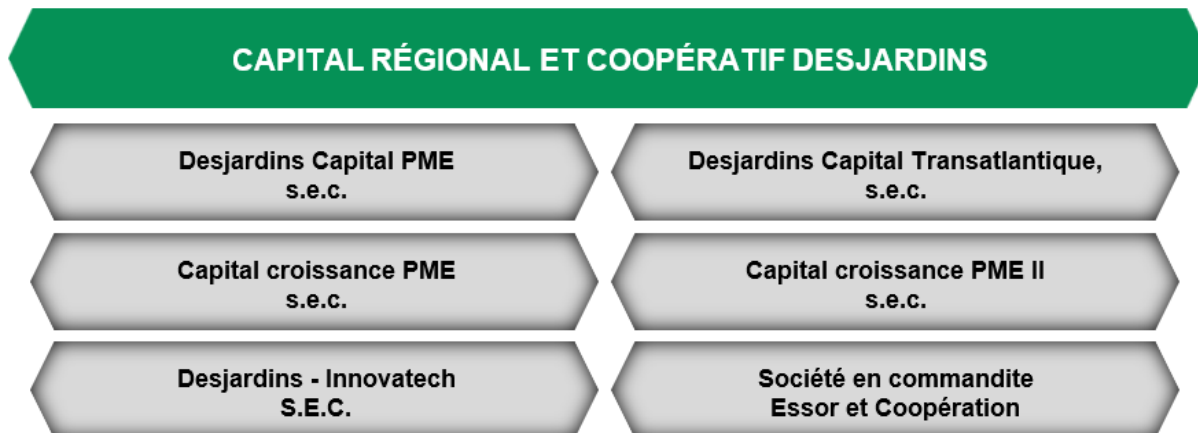 CAPITAL RÉGIONAL ET COOPÉRATIF DESJARDINS
Desjardins Capital PME
s.e.c.
Desjardins Capital Transatlantique,
s.e.c.
Capital croissance PME
s.e.c.
Capital croissance PME II
s.e.c.
Desjardins - Innovatech
S.E.C.
Société en commandite
Essor et Coopération